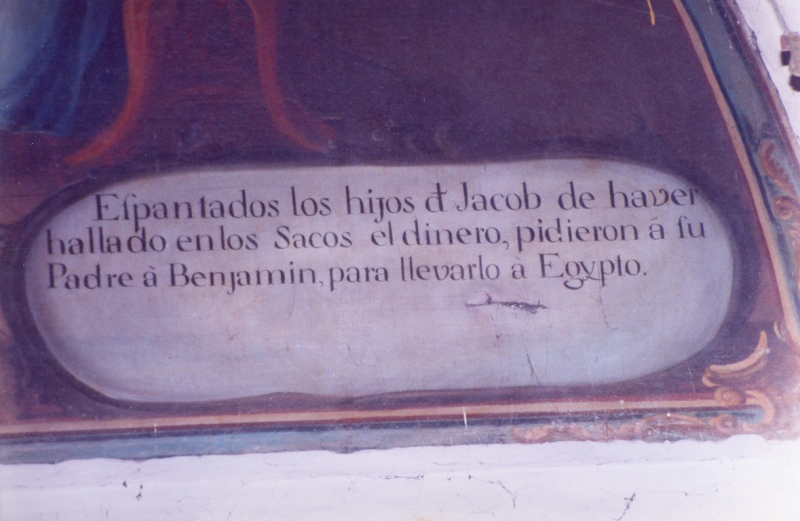 Eſpantados los hijos đ Jacob de haver
hallado en los Sacos el dinero, pidieron á ſu
Padre à Benjamin, para llevarlo à Egypto.